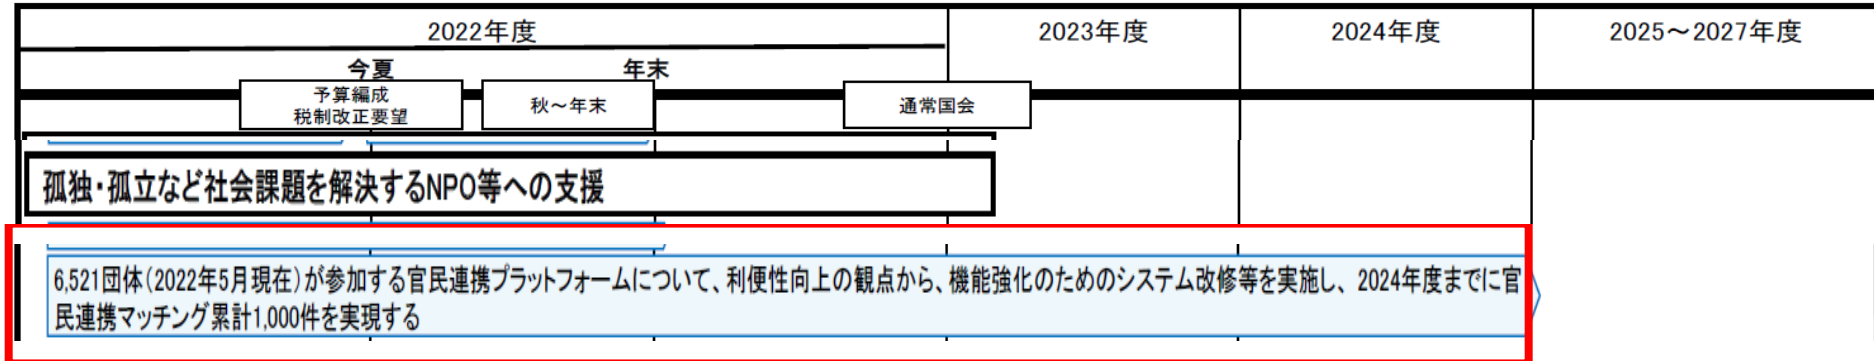 2022年度 2023年度 2024年度 2025～2027年度
今夏 年末
予算編成
税制改正要望
秋～年末
通常国会
孤独・孤立など社会課題を解決するNPO等への支援
6,521団体(2022年5月現在)が参加する官民連携プラットフォームについて、利便性向上の観点から、機能強化のためのシステム改修等を実施し、2024年度までに官
民連携マッチング累計1,000件を実現する